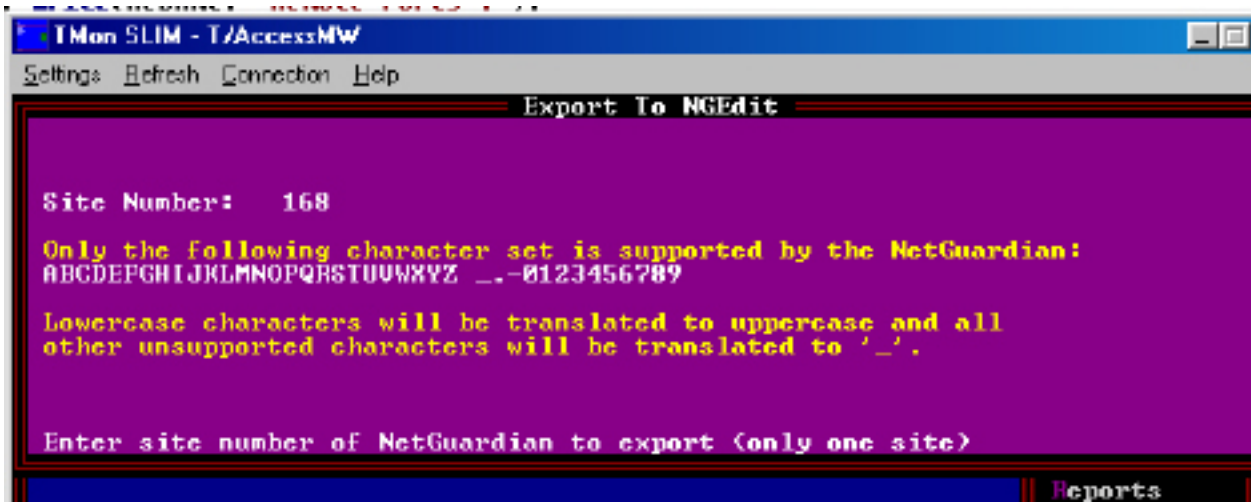 TMon SLIM - T/AccessMW
Settings Refresh Connection Help
Export To NGEdit
Site Number: 168
Only the following character set is supported by the NetGuardian:
ABCDEFGHIJKLMNOPQRSTUVWXYZ _.-0123456789
Lowercase characters will be translated to uppercase and all
other unsupported characters will be translated to '_'.
Enter site number of NetGuardian to export (only one site)
Reports